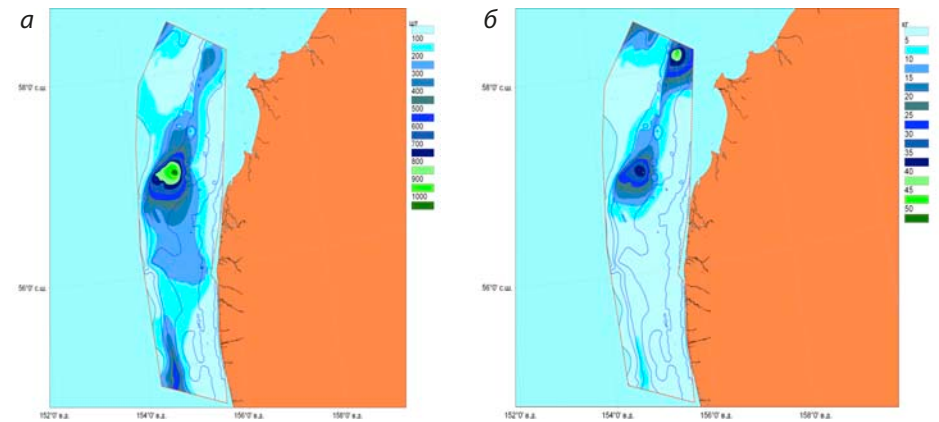 а
шт
100
200
300
400
500
600
700
800
900
1000
58°0' с.ш.
56°0' с.ш.
152°0' в.д.
154°0' в.д.
156°0' в.д.
158°0' в.д.
б
кг
5
10
15
20
25
30
35
40
45
50
58°0' с.ш.
56°0' с.ш.
152°0' в.д.
154°0' в.д.
156°0' в.д.
158°0' в.д.